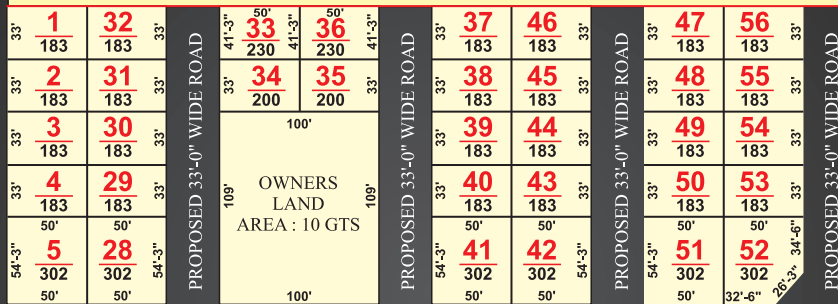 33' 1 183 32 183 33'
33' 2 183 31 183 33'
33' 3 183 30 183 33'
33' 4 183 29 183 33'
50' 50'
54'-3" 5 302 28 302 54'-3"
50' 50'
PROPOSED 33'-0" WIDE ROAD
50' 50'
41'-3" 33 230 41'-3" 36 230 41'-3"
33' 34 200 35 200 33'
100'
109' 109'
OWNERS
LAND
AREA : 10 GTS
100'
PROPOSED 33'-0" WIDE ROAD
33' 37 183 46 183 33'
33' 38 183 45 183 33'
33' 39 183 44 183 33'
33' 40 183 43 183 33'
50' 50'
54'-3" 41 302 42 302 54'-3"
50' 50'
PROPOSED 33'-0" WIDE ROAD
33' 47 183 56 183 33'
33' 48 183 55 183 33'
33' 49 183 54 183 33'
33' 50 183 53 183 33'
50' 50'
54'-3" 51 302 52 302 34'-6"
50' 32'-6" 26'-3"
PROPOSED 33'-0" WIDE ROAD